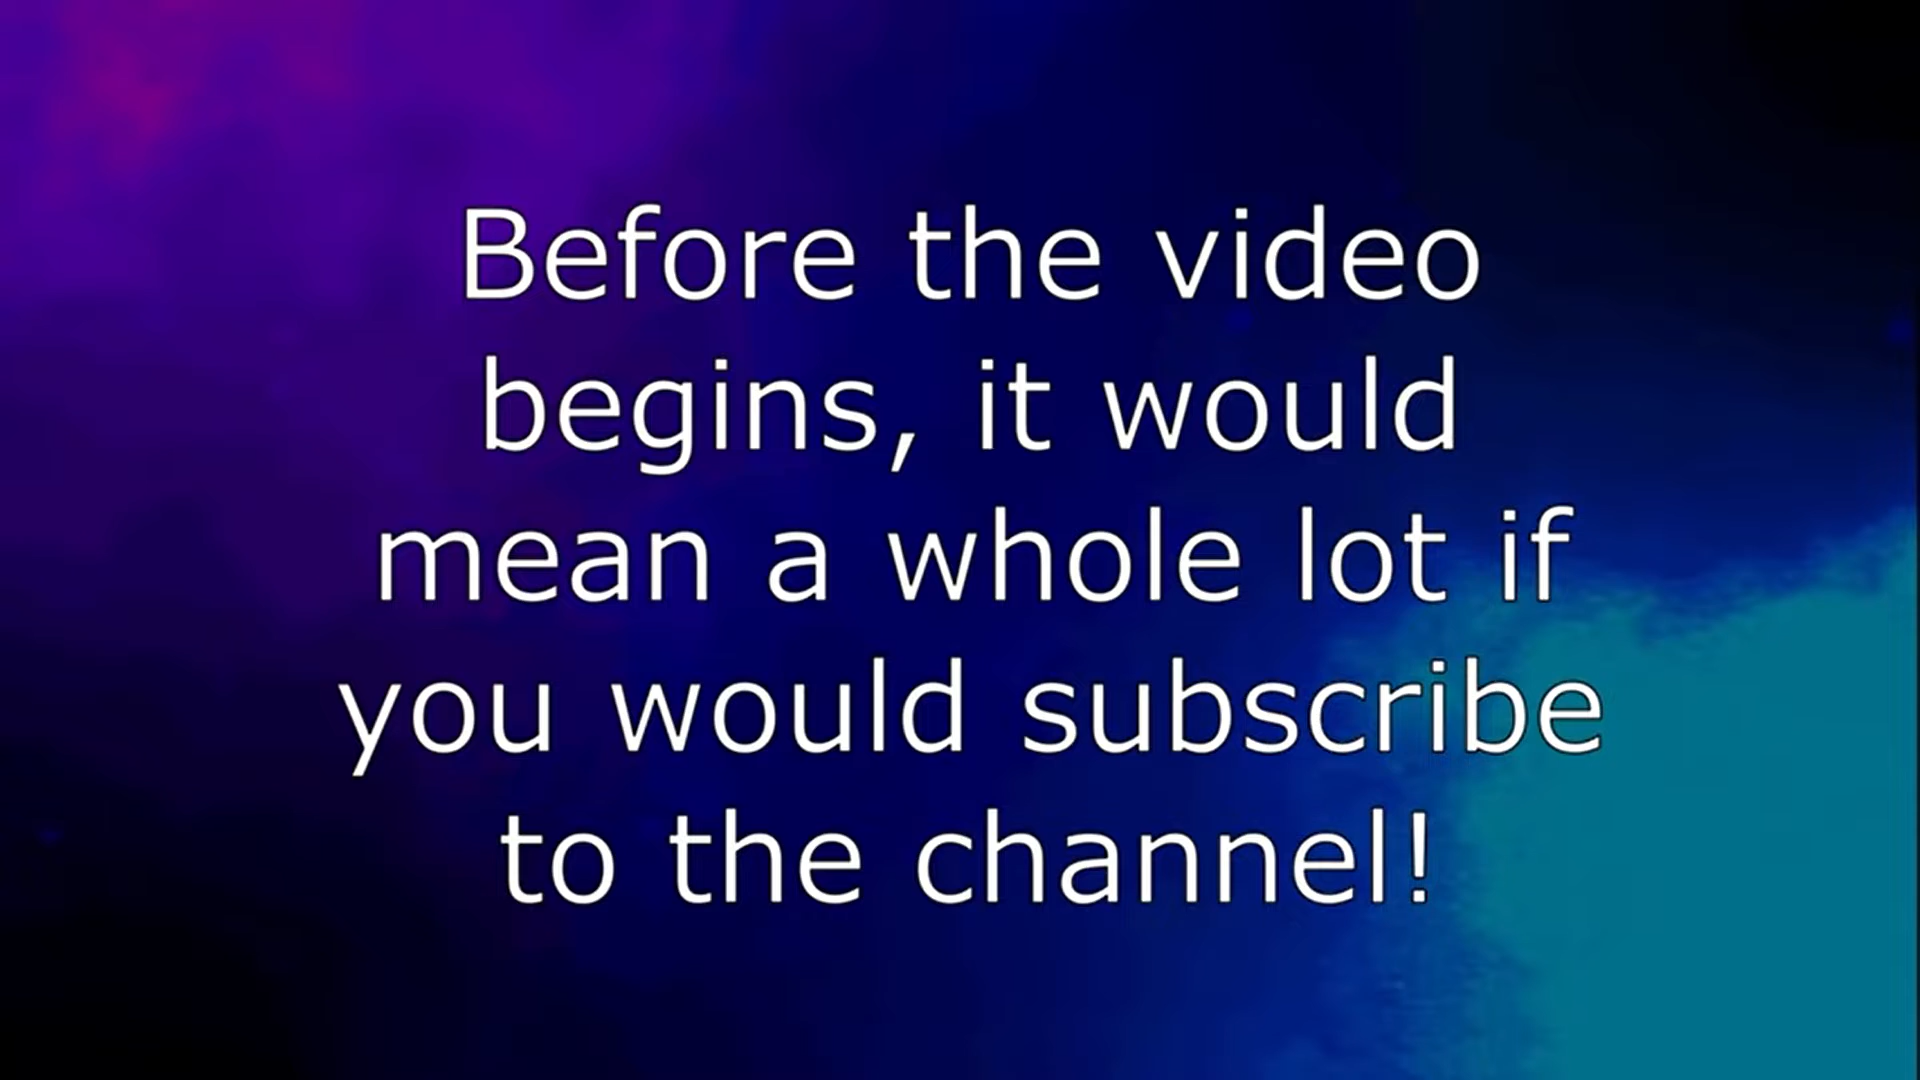 Before the video
begins, it would
mean a whole lot if
you would subscribe
to the channel!